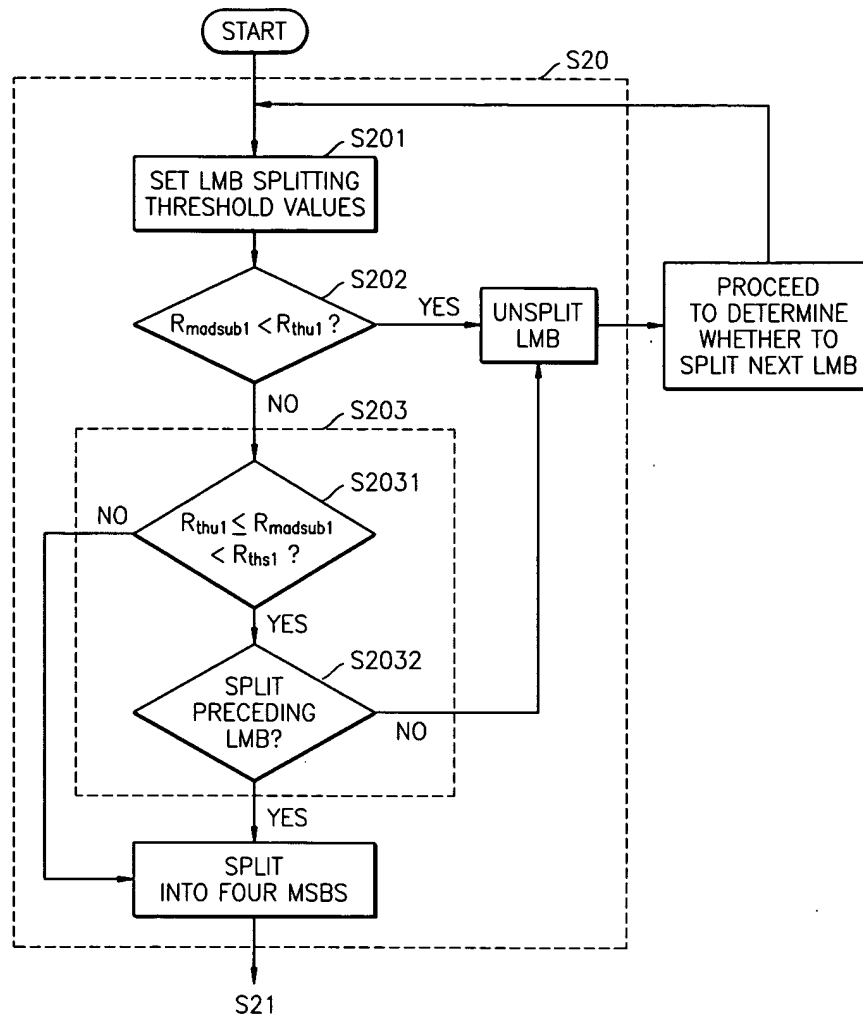 START
S20
S201
SET LMB SPLITTING
THRESHOLD VALUES
S202
Rmadsub1 < Rthu1 ?
YES
UNSPLIT
LMB
PROCEED
TO DETERMINE
WHETHER TO
SPLIT NEXT LMB
NO
S203
S2031
NO
Rthu1 ≤ Rmadsub1
< Rths1 ?
YES
S2032
SPLIT
PRECEDING
LMB?
NO
YES
SPLIT
INTO FOUR MSBS
S21